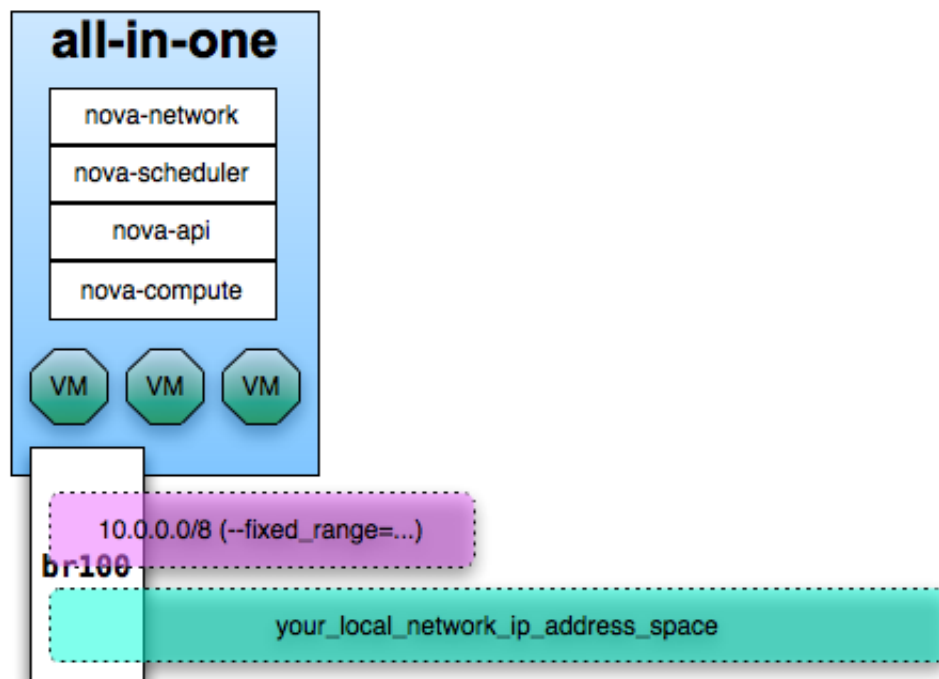 all-in-one
nova-network
nova-scheduler
nova-api
nova-compute
VM VM VM
10.0.0.0/8 (--fixed_range=...)
br100
your_local_network_ip_address_space